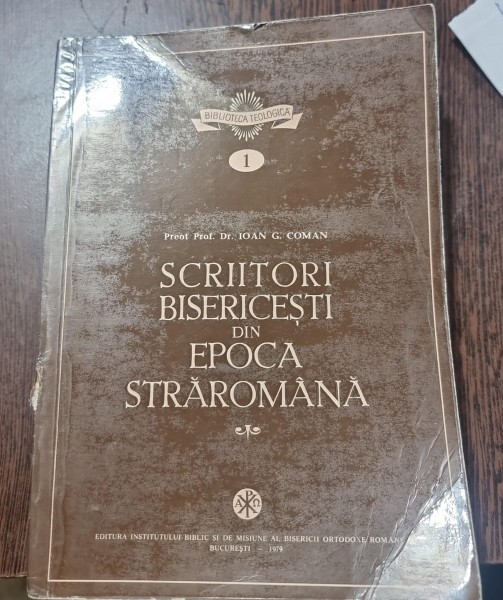 BIBLIOTECA TEOLOGICĂ
1
Preot Prof. Dr. IOAN G. COMAN
SCRIITORI
BISERICEȘTI
DIN
EPOCA
STRĂROMÂNĂ
A P Ω
EDITURA INSTITUTULUI BIBLIC ȘI DE MISIUNE AL BISERICII ORTODOXE ROMÂNE
BUCUREȘTI – 1979